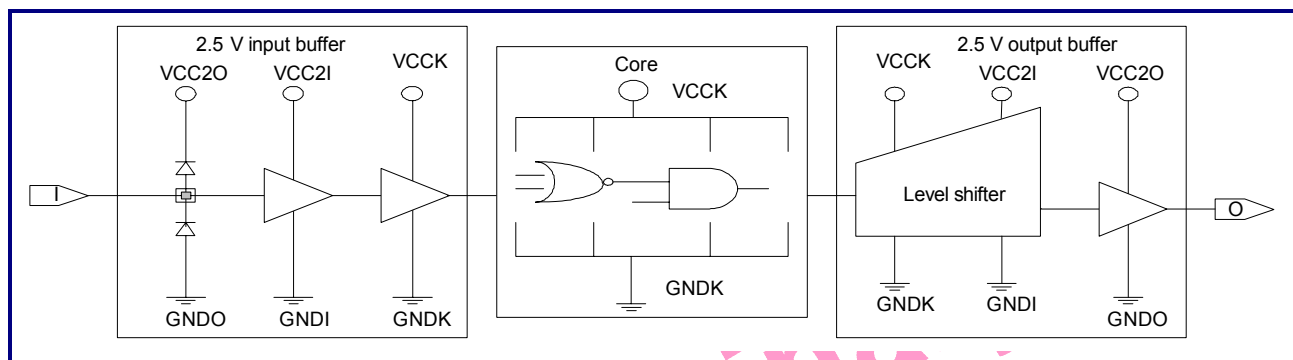 2.5 V input buffer
VCC2O
VCC2I
VCCK
I
GNDO
GNDI
GNDK
Core
VCCK
GNDK
2.5 V output buffer
VCCK
VCC2I
VCC2O
Level shifter
O
GNDK
GNDI
GNDO